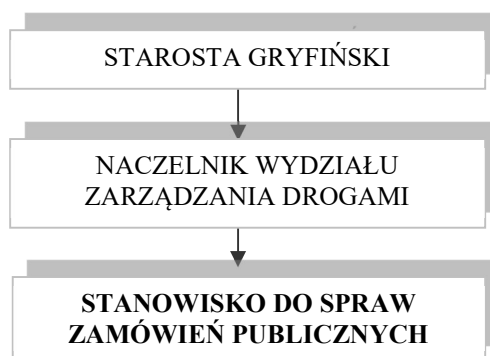 STAROSTA GRYFIŃSKI
NACZELNIK WYDZIAŁU
ZARZĄDZANIA DROGAMI
STANOWISKO DO SPRAW
ZAMÓWIEŃ PUBLICZNYCH